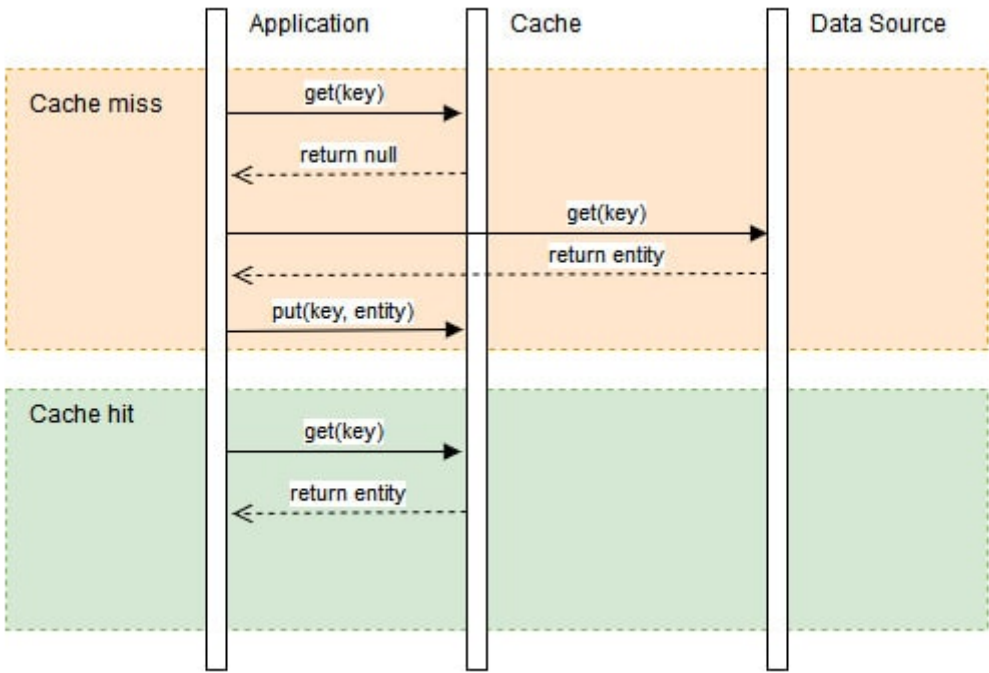 Application
Cache
Data Source
Cache miss
get(key)
return null
get(key)
return entity
put(key, entity)
Cache hit
get(key)
return entity